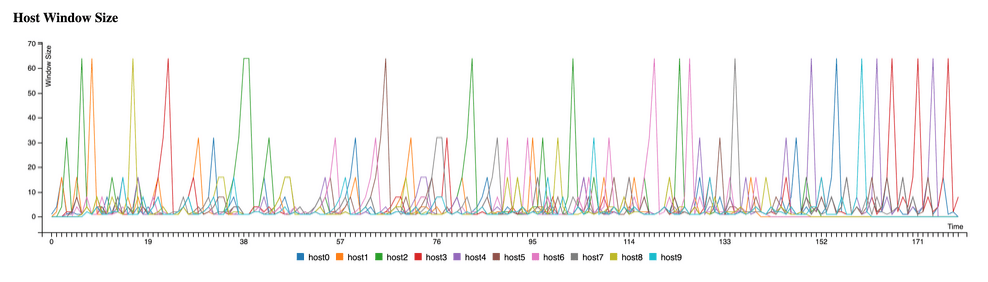 Host Window Size
Window Size
70
60
50
40
30
20
10
0
0 19 38 57 76 95 114 133 152 171
Time
host0 host1 host2 host3 host4 host5 host6 host7 host8 host9